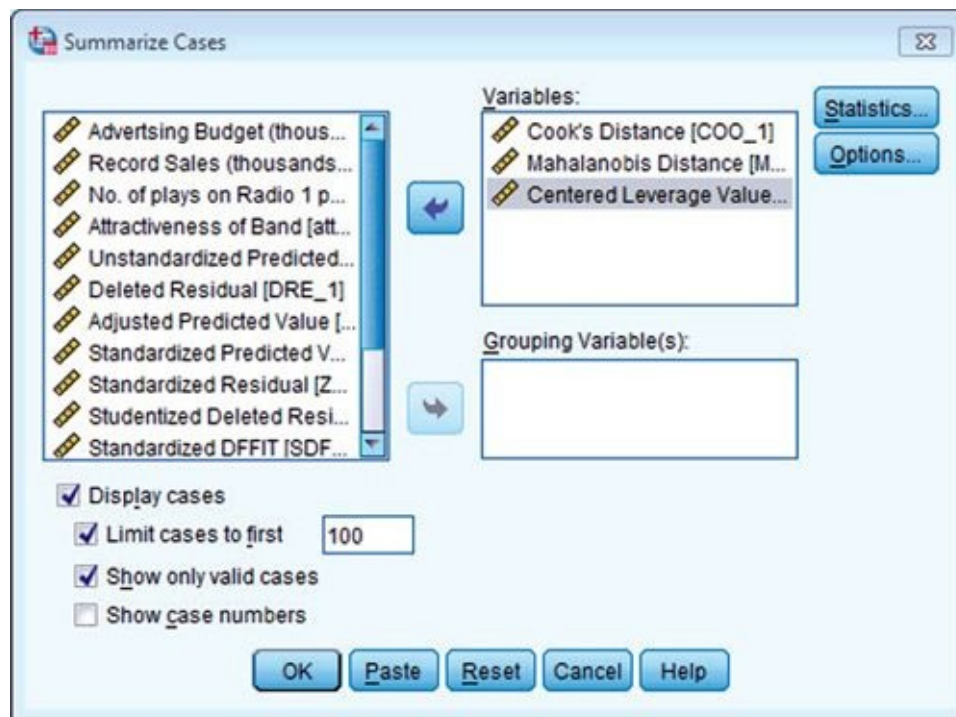 Summarize Cases
Advertsing Budget (thous...
Record Sales (thousands...
No. of plays on Radio 1 p...
Attractiveness of Band [att...
Unstandardized Predicted...
Deleted Residual [DRE_1]
Adjusted Predicted Value [...
Standardized Predicted V...
Standardized Residual [Z...
Studentized Deleted Resi...
Standardized DFFIT [SDF...
Variables:
Cook's Distance [COO_1]
Mahalanobis Distance [M...
Centered Leverage Value...
Statistics...
Options...
Grouping Variable(s):
Display cases
Limit cases to first 100
Show only valid cases
Show case numbers
OK Paste Reset Cancel Help